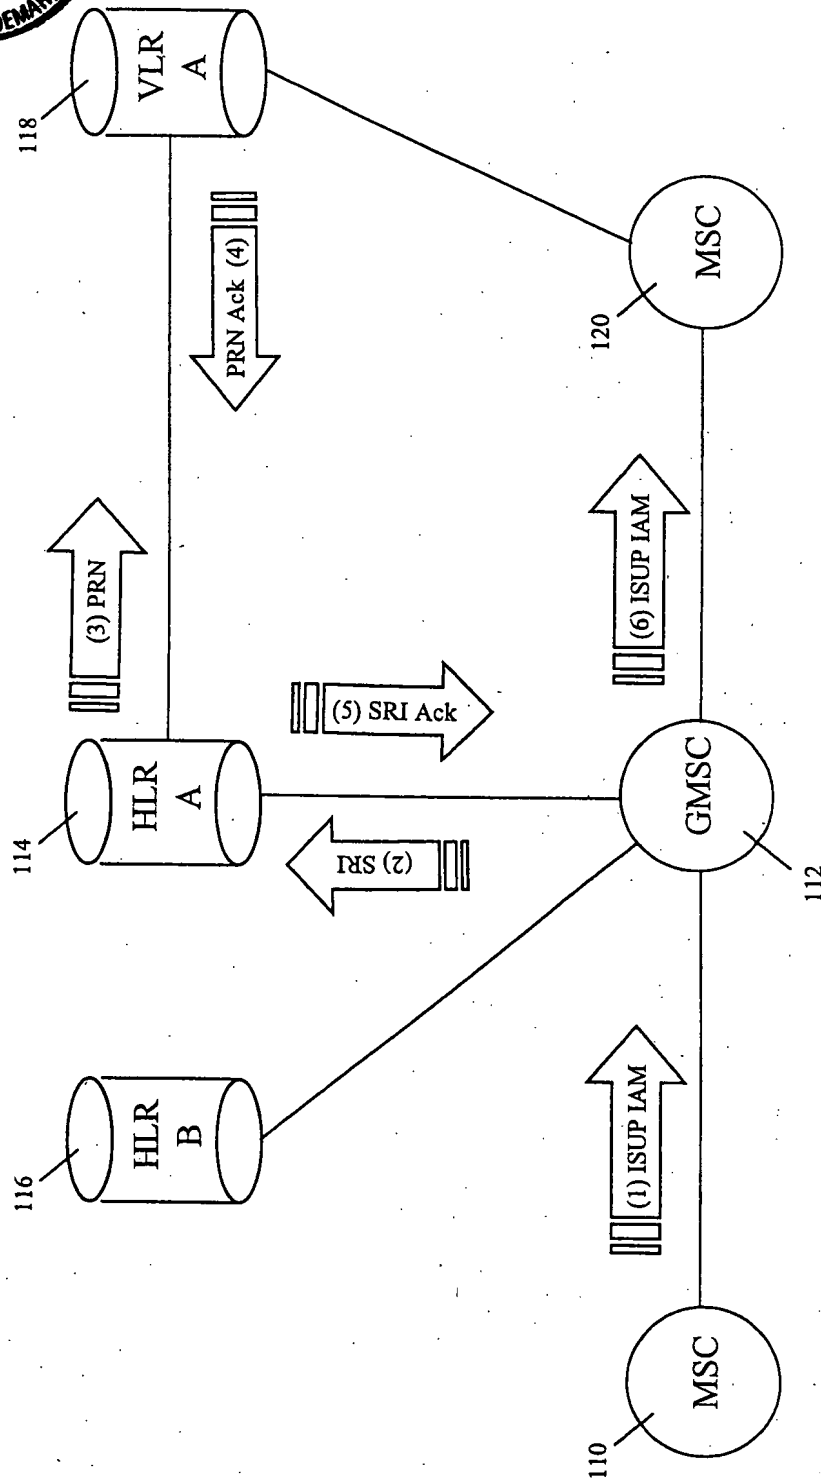 116
HLR
B
114
HLR
A
(3) PRN
118
VLR
A
PRN Ack (4)
(2) SRI
(5) SRI Ack
(1) ISUP IAM
(6) ISUP IAM
110
MSC
GMSC
112
120
MSC